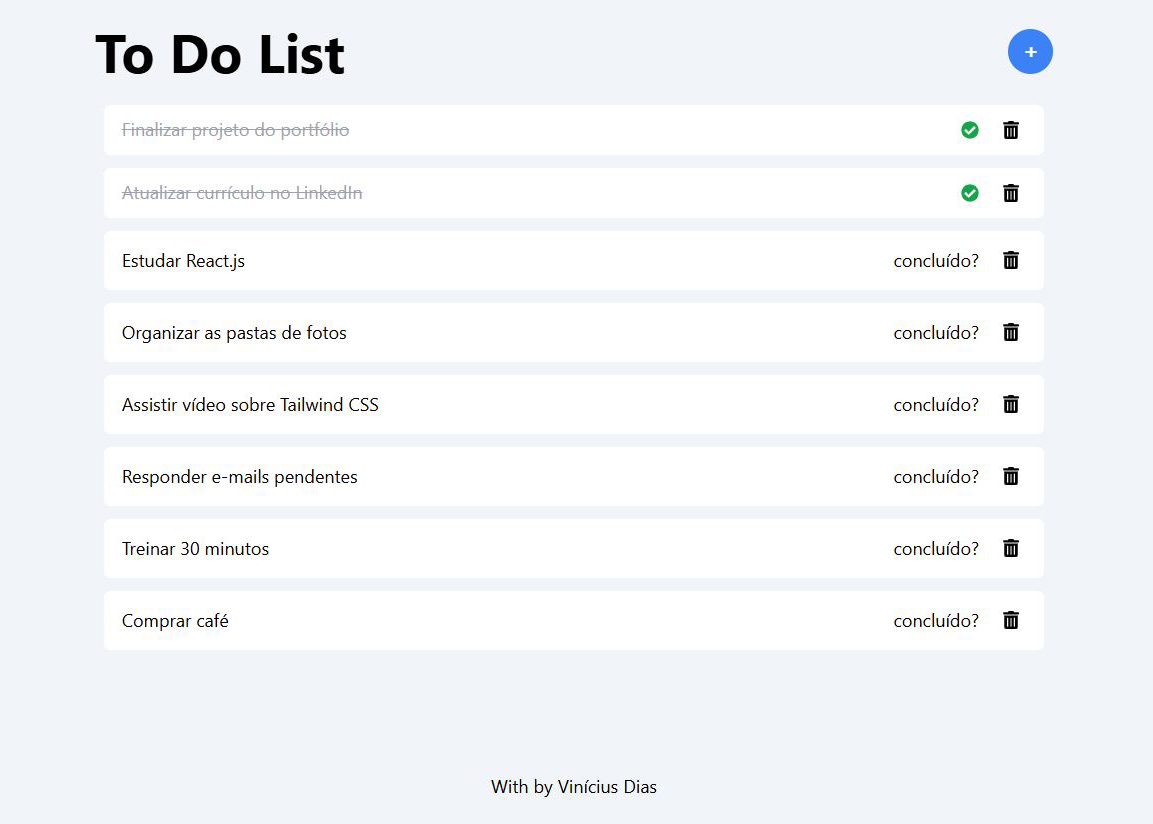 To Do List
+
Finalizar projeto do portfólio
Atualizar currículo no LinkedIn
Estudar React.js concluído?
Organizar as pastas de fotos concluído?
Assistir vídeo sobre Tailwind CSS concluído?
Responder e-mails pendentes concluído?
Treinar 30 minutos concluído?
Comprar café concluído?
With by Vinícius Dias